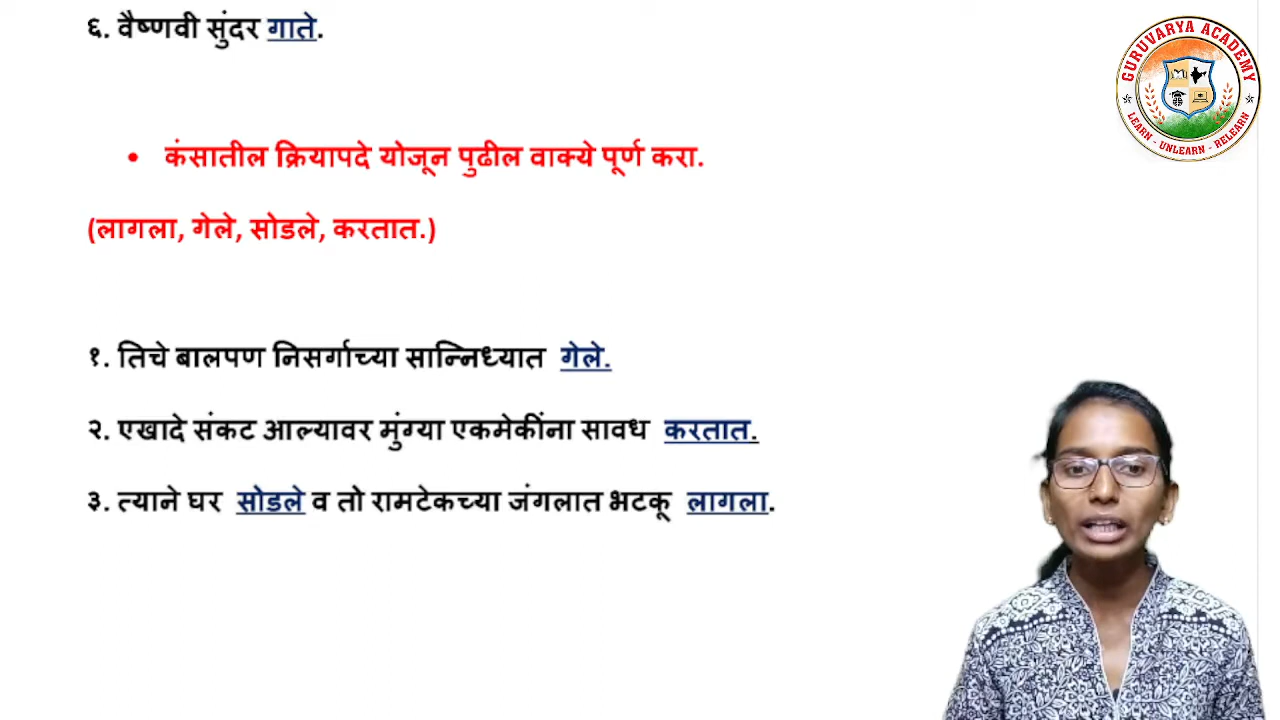 ६. वैष्णवी सुंदर गाते.
GURUVARYA ACADEMY
LEARN - UNLEARN - RELEARN
• कंसातील क्रियापदे योजून पुढील वाक्ये पूर्ण करा.
(लागला, गेले, सोडले, करतात.)
१. तिचे बालपण निसर्गाच्या सान्निध्यात गेले.
२. एखादे संकट आल्यावर मुंग्या एकमेकींना सावध करतात.
३. त्याने घर सोडले व तो रामटेकच्या जंगलात भटकू लागला.